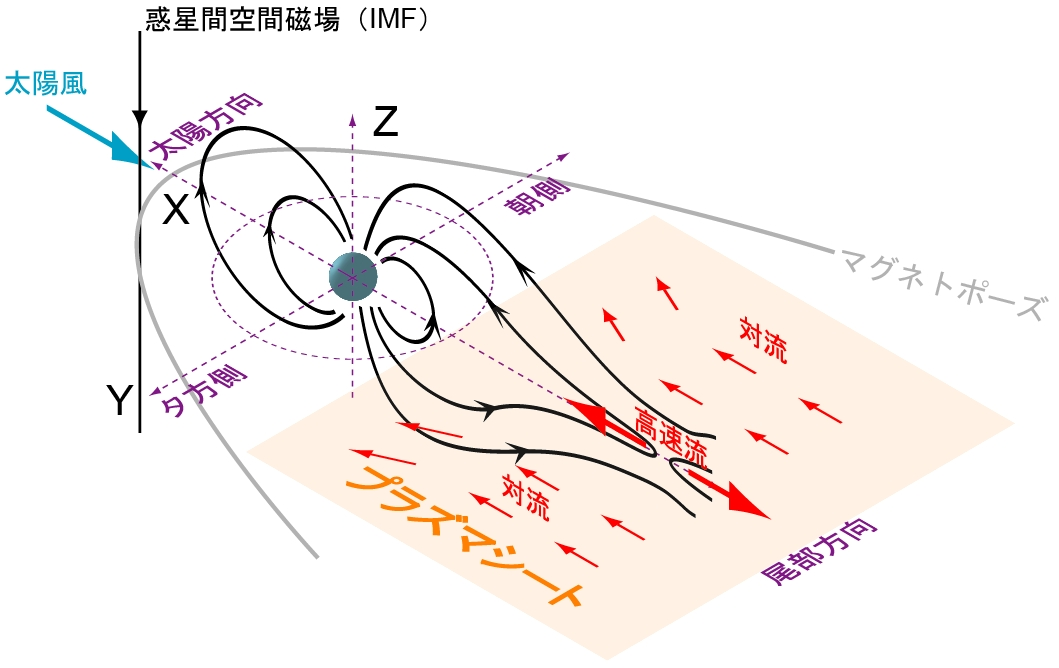 惑星間空間磁場（IMF）
太陽風
太陽方向
Z
X
朝側
マグネトポーズ
対流
Y
夕方側
高速流
対流
プラズマシート
尾部方向